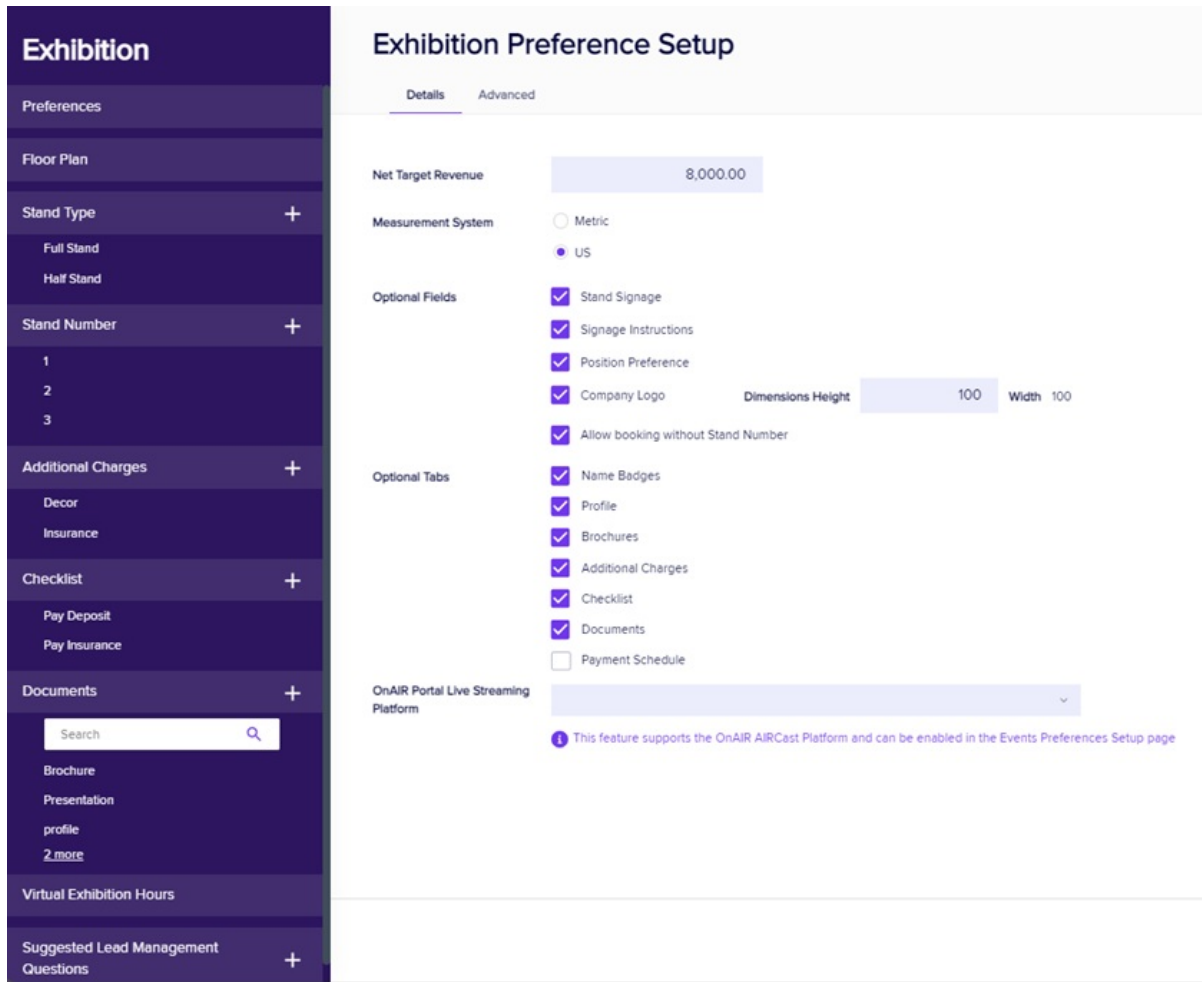 Exhibition
Preferences
Floor Plan
Stand Type
Full Stand
Half Stand
Stand Number
1
2
3
Additional Charges
Decor
Insurance
Checklist
Pay Deposit
Pay Insurance
Documents
Search
Brochure
Presentation
profile
2 more
Virtual Exhibition Hours
Suggested Lead Management
Questions
Exhibition Preference Setup
Details Advanced
Net Target Revenue 8,000.00
Measurement System Metric
US
Optional Fields Stand Signage
Signage Instructions
Position Preference
Company Logo Dimensions Height 100 Width 100
Allow booking without Stand Number
Optional Tabs Name Badges
Profile
Brochures
Additional Charges
Checklist
Documents
Payment Schedule
OnAIR Portal Live Streaming
Platform
This feature supports the OnAIR AIRCast Platform and can be enabled in the Events Preferences Setup page